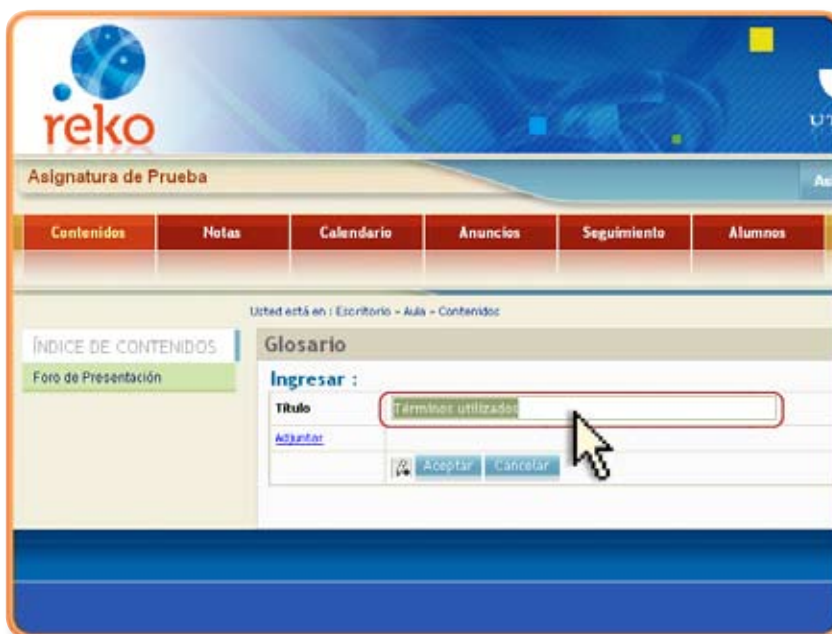 reko
Asignatura de Prueba
Contenidos Notas Calendario Anuncios Seguimiento Alumnos
Usted está en : Escritorio - Aula - Contenidos
ÍNDICE DE CONTENIDOS
Foro de Presentación
Glosario
Ingresar :
Título Términos utilizados
Adjuntar
Aceptar Cancelar